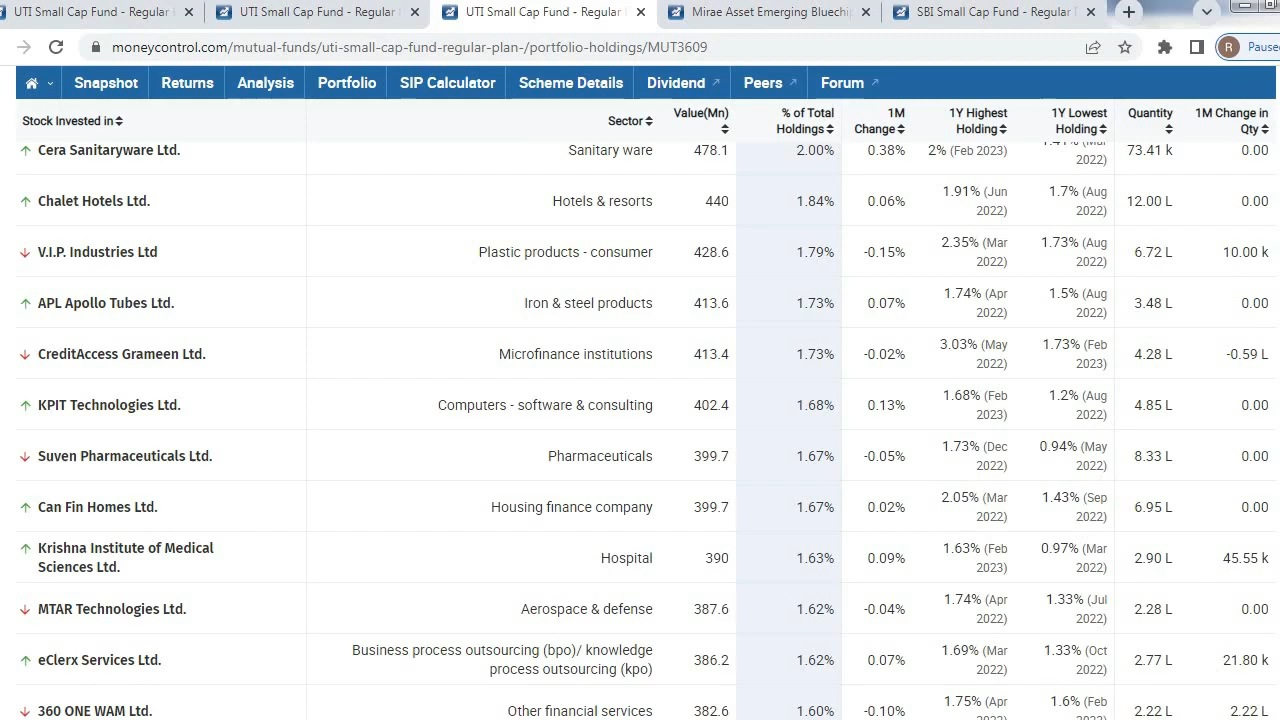 UTI Small Cap Fund - Regular
UTI Small Cap Fund - Regular
UTI Small Cap Fund - Regular
Mirae Asset Emerging Bluechip
SBI Small Cap Fund - Regular
moneycontrol.com/mutual-funds/uti-small-cap-fund-regular-plan-/portfolio-holdings/MUT3609
R Pause
Snapshot Returns Analysis Portfolio SIP Calculator Scheme Details Dividend Peers Forum
Stock Invested in Sector Value(Mn) % of Total Holdings 1M Change 1Y Highest Holding 1Y Lowest Holding Quantity 1M Change in Qty
Cera Sanitaryware Ltd. Sanitary ware 478.1 2.00% 0.38% 2% (Feb 2023) 2022) 73.41 k 0.00
Chalet Hotels Ltd. Hotels & resorts 440 1.84% 0.06% 1.91% (Jun 2022) 1.7% (Aug 2022) 12.00 L 0.00
V.I.P. Industries Ltd Plastic products - consumer 428.6 1.79% -0.15% 2.35% (Mar 2022) 1.73% (Aug 2022) 6.72 L 10.00 k
APL Apollo Tubes Ltd. Iron & steel products 413.6 1.73% 0.07% 1.74% (Apr 2022) 1.5% (Aug 2022) 3.48 L 0.00
CreditAccess Grameen Ltd. Microfinance institutions 413.4 1.73% -0.02% 3.03% (May 2022) 1.73% (Feb 2023) 4.28 L -0.59 L
KPIT Technologies Ltd. Computers - software & consulting 402.4 1.68% 0.13% 1.68% (Feb 2023) 1.2% (Aug 2022) 4.85 L 0.00
Suven Pharmaceuticals Ltd. Pharmaceuticals 399.7 1.67% -0.05% 1.73% (Dec 2022) 0.94% (May 2022) 8.33 L 0.00
Can Fin Homes Ltd. Housing finance company 399.7 1.67% 0.02% 2.05% (Mar 2022) 1.43% (Sep 2022) 6.95 L 0.00
Krishna Institute of Medical Sciences Ltd. Hospital 390 1.63% 0.09% 1.63% (Feb 2023) 0.97% (Mar 2022) 2.90 L 45.55 k
MTAR Technologies Ltd. Aerospace & defense 387.6 1.62% -0.04% 1.74% (Apr 2022) 1.33% (Jul 2022) 2.28 L 0.00
eClerx Services Ltd. Business process outsourcing (bpo)/ knowledge process outsourcing (kpo) 386.2 1.62% 0.07% 1.69% (Mar 2022) 1.33% (Oct 2022) 2.77 L 21.80 k
360 ONE WAM Ltd. Other financial services 382.6 1.60% -0.10% 1.75% (Apr 1.6% (Feb 2.22 L 2.22 L